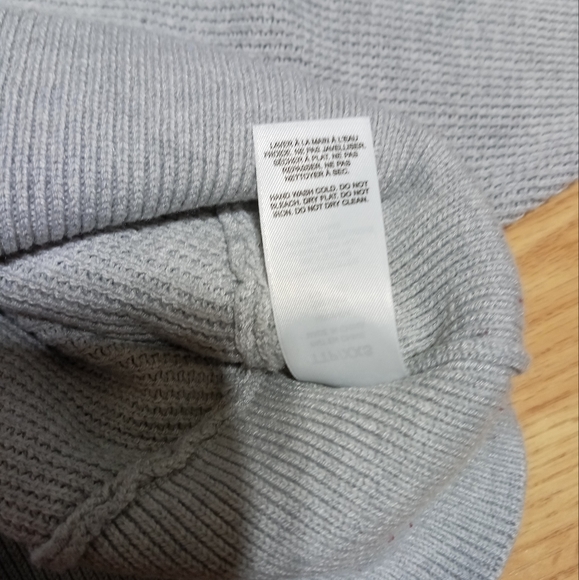 LAVER À LA MAIN À L'EAU
FROIDE. NE PAS JAVELLISER.
SÉCHER À PLAT. NE PAS
REPASSER. NE PAS
NETTOYER À SEC.
HAND WASH COLD. DO NOT
BLEACH. DRY FLAT. DO NOT
IRON. DO NOT DRY CLEAN.